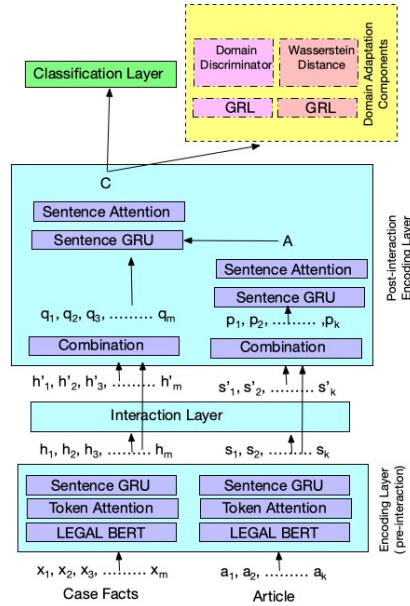 Domain Discriminator
Wasserstein Distance
GRL
GRL
Domain Adaptation Components
Classification Layer
C
Sentence Attention
Sentence GRU
A
Sentence Attention
Sentence GRU
q₁, q₂, q₃, ......... qₘ
p₁, p₂, ......... ,pₖ
Combination
Combination
Post-interaction Encoding Layer
h'₁, h'₂, h'₃, ......... h'ₘ
s'₁, s'₂, ......... s'ₖ
Interaction Layer
h₁, h₂, h₃, ......... hₘ
s₁, s₂, ......... sₖ
Sentence GRU
Sentence GRU
Token Attention
Token Attention
LEGAL BERT
LEGAL BERT
Encoding Layer
( pre-interaction)
x₁, x₂, x₃, ......... xₘ
a₁, a₂, ......... aₖ
Case Facts
Article